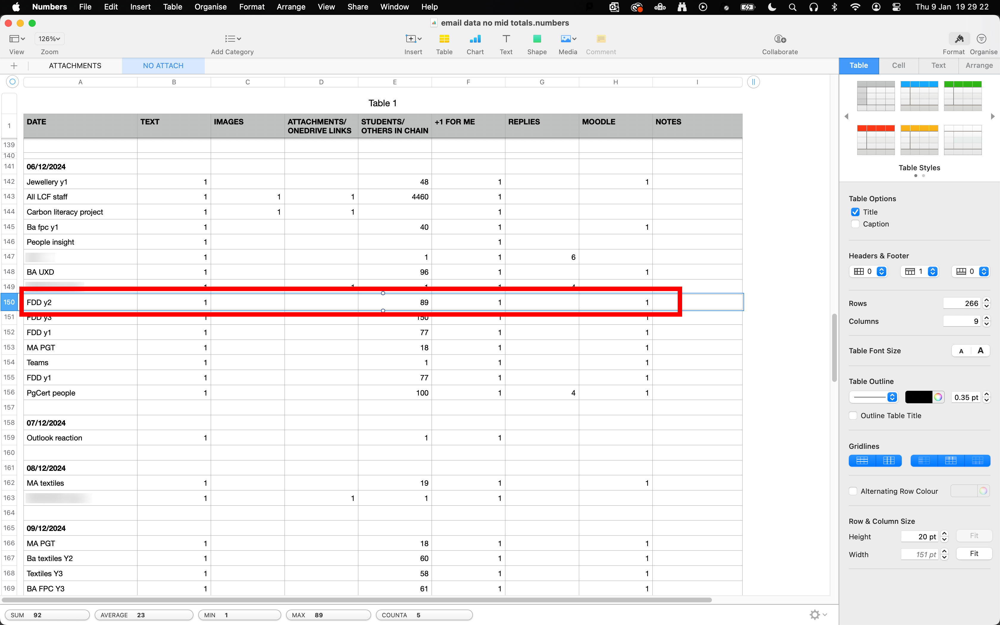 Numbers File Edit Insert Table Organise Format Arrange View Share Window Help Thu 9 Jan 19 29 22
email data no mid totals.numbers
126%
View Zoom Add Category Insert Table Chart Text Shape Media Comment Collaborate Format Organise
ATTACHMENTS NO ATTACH
Table Cell Text Arrange
A B C D E F G H I
Table 1
1 DATE TEXT IMAGES ATTACHMENTS/ ONEDRIVE LINKS STUDENTS/ OTHERS IN CHAIN +1 FOR ME REPLIES MOODLE NOTES
139
140
141 06/12/2024
142 Jewellery y1 1 48 1 1
143 All LCF staff 1 1 1 4460 1
144 Carbon literacy project 1 1 1 1
145 Ba fpc y1 1 40 1 1
146 People insight 1 1
147 1 1 1 6
148 BA UXD 1 96 1 1
149 1 1 1 1 4
150 FDD y2 1 89 1 1
151 FDD y3 1 150 1 1
152 FDD y1 1 77 1 1
153 MA PGT 1 18 1 1
154 Teams 1 1 1 1
155 FDD y1 1 77 1 1
156 PgCert people 1 100 1 4 1
157
158 07/12/2024
159 Outlook reaction 1 1 1
160
161 08/12/2024
162 MA textiles 1 19 1 1
163 1 1 1 1
164
165 09/12/2024
166 MA PGT 1 18 1 1
167 Ba textiles Y2 1 60 1 1
168 Textiles Y3 1 58 1 1
169 BA FPC Y3 1 61 1 1
SUM 92 AVERAGE 23 MIN 1 MAX 89 COUNTA 5
Table Styles
Table Options
Title
Caption
Headers & Footer
0 1 0
Rows 266
Columns 9
Table Font Size A A
Table Outline
0.35 pt
Outline Table Title
Gridlines
Alternating Row Colour
Row & Column Size
Height 20 pt Fit
Width 151 pt Fit